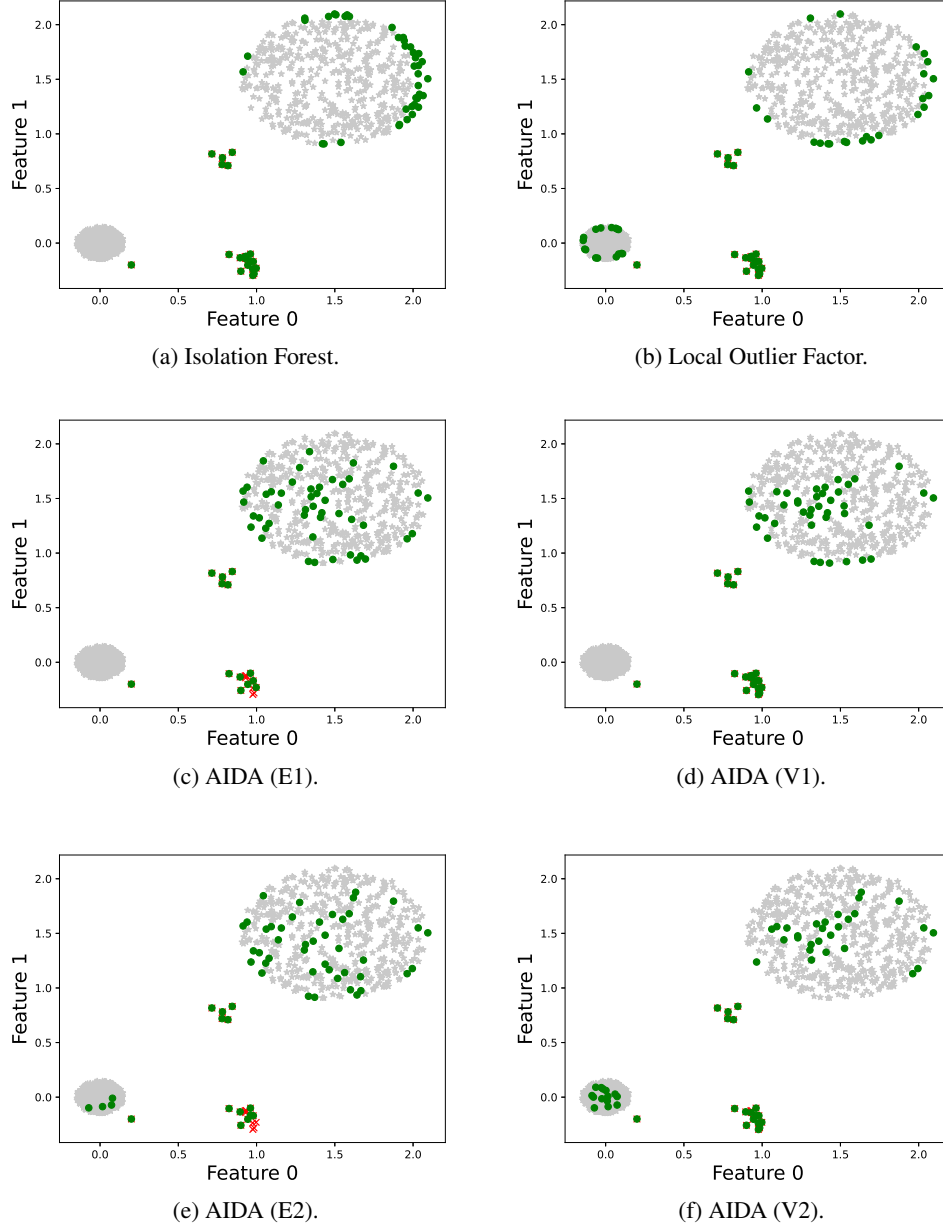 2.0
1.5
1.0
0.5
0.0
Feature 1
0.0 0.5 1.0 1.5 2.0
Feature 0
(a) Isolation Forest.
2.0
1.5
1.0
0.5
0.0
Feature 1
0.0 0.5 1.0 1.5 2.0
Feature 0
(b) Local Outlier Factor.
2.0
1.5
1.0
0.5
0.0
Feature 1
0.0 0.5 1.0 1.5 2.0
Feature 0
(c) AIDA (E1).
2.0
1.5
1.0
0.5
0.0
Feature 1
0.0 0.5 1.0 1.5 2.0
Feature 0
(d) AIDA (V1).
2.0
1.5
1.0
0.5
0.0
Feature 1
0.0 0.5 1.0 1.5 2.0
Feature 0
(e) AIDA (E2).
2.0
1.5
1.0
0.5
0.0
Feature 1
0.0 0.5 1.0 1.5 2.0
Feature 0
(f) AIDA (V2).